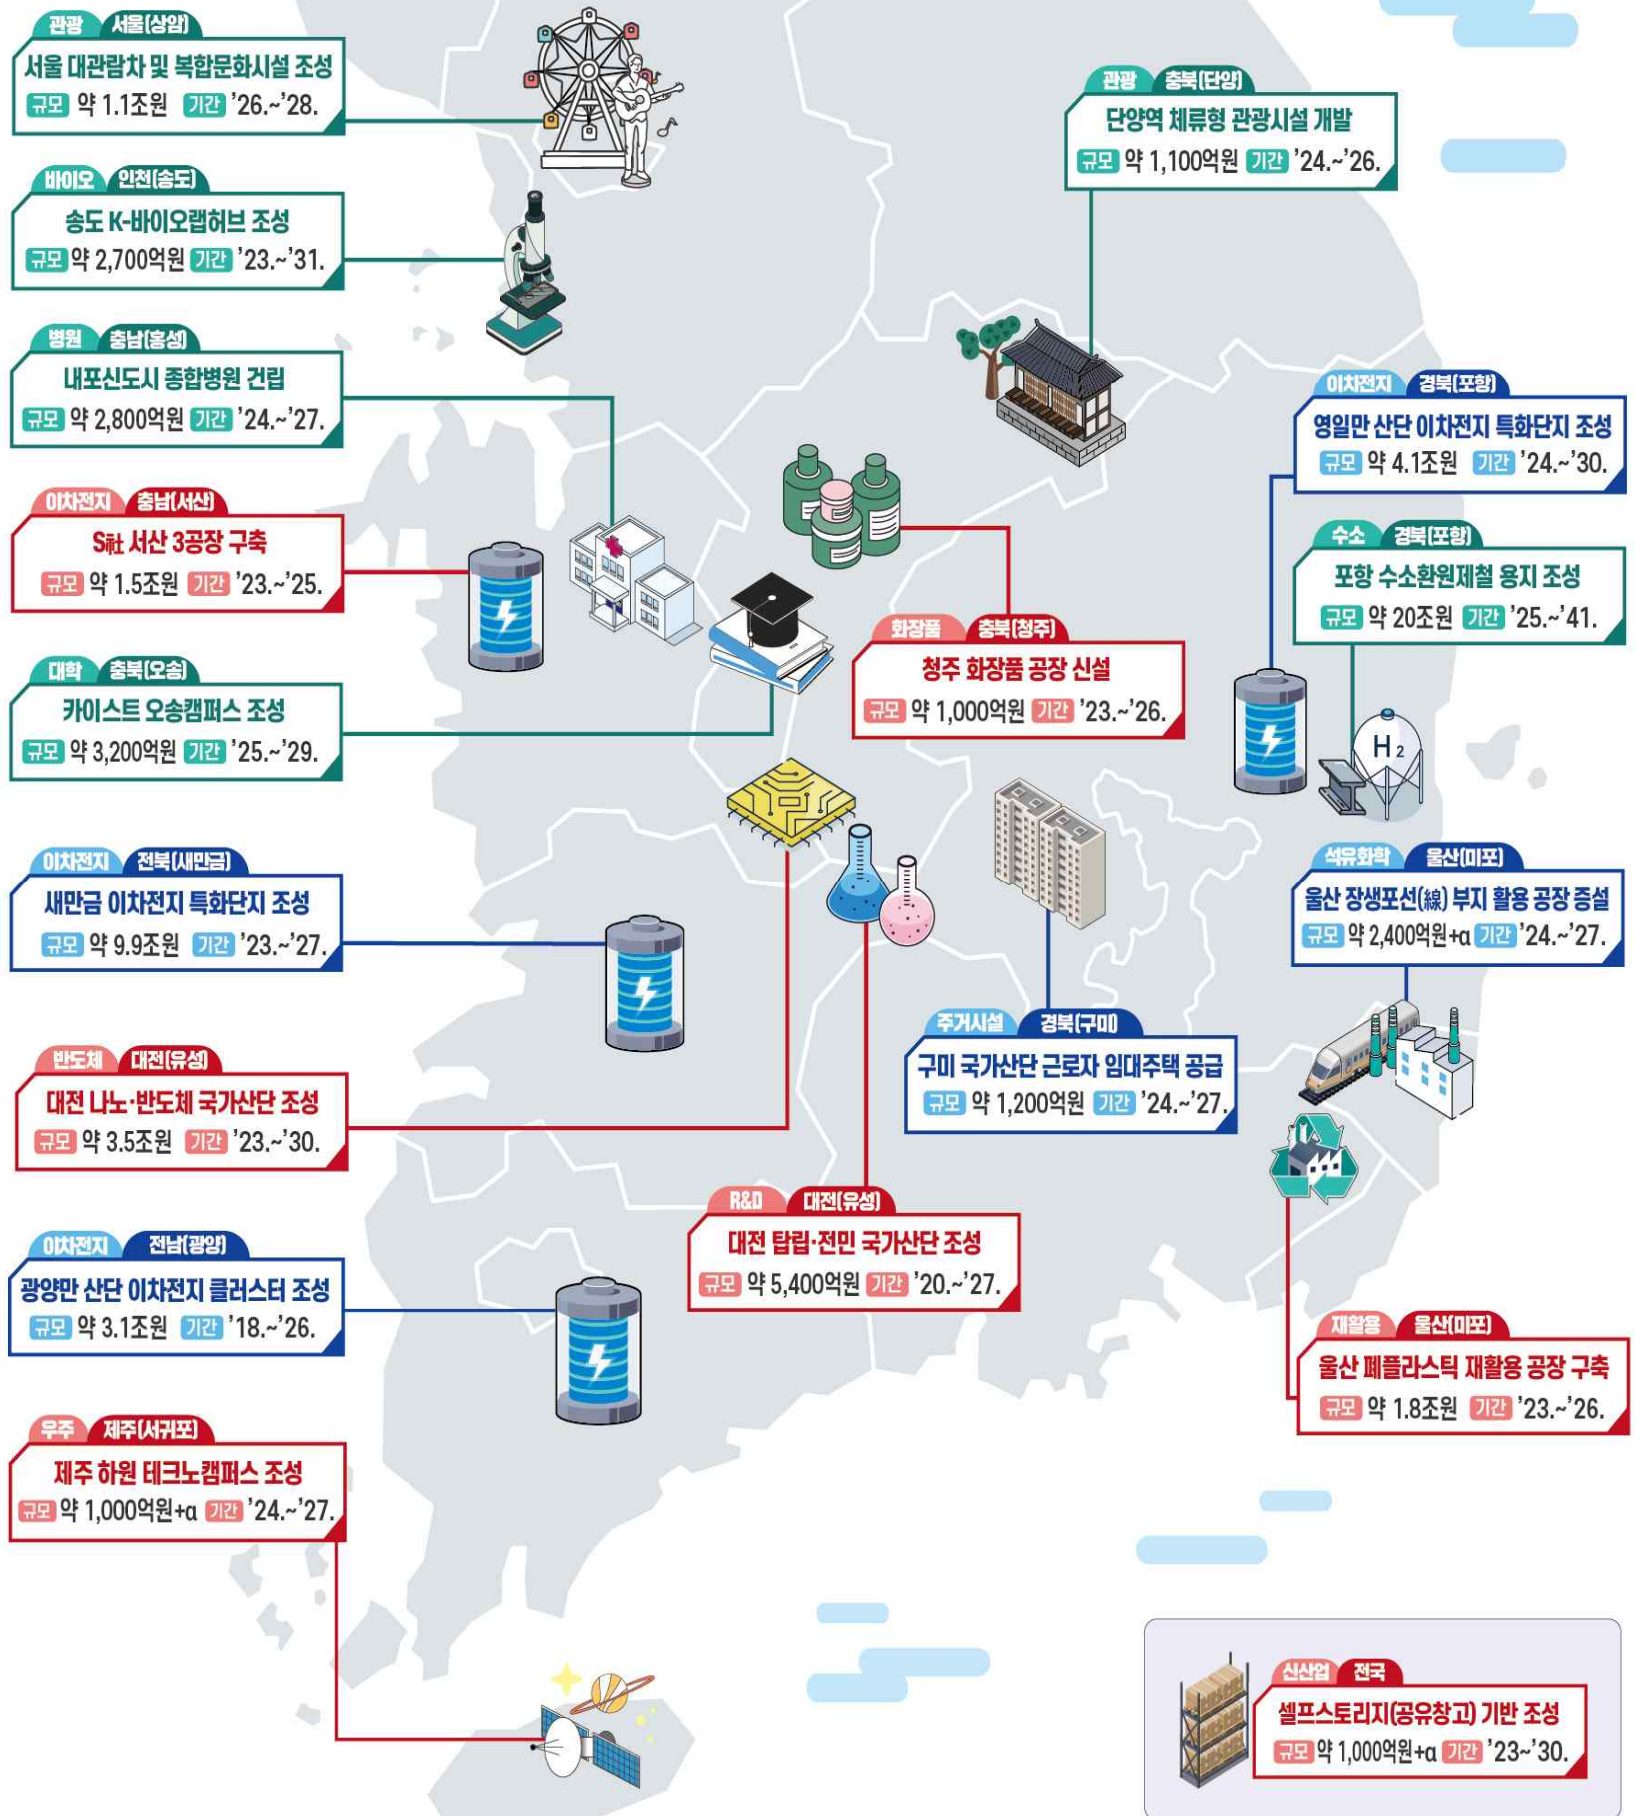 관광 서울(상암)
서울 대관람차 및 복합문화시설 조성
규모 약 1.1조원 기간 '26.~'28.
바이오 인천(송도)
송도 K-바이오랩허브 조성
규모 약 2,700억원 기간 '23.~'31.
병원 충남(홍성)
내포신도시 종합병원 건립
규모 약 2,800억원 기간 '24.~'27.
이차전지 충남(서산)
S社 서산 3공장 구축
규모 약 1.5조원 기간 '23.~'25.
대학 충북(오송)
카이스트 오송캠퍼스 조성
규모 약 3,200억원 기간 '25.~'29.
이차전지 전북(새만금)
새만금 이차전지 특화단지 조성
규모 약 9.9조원 기간 '23.~'27.
반도체 대전(유성)
대전 나노·반도체 국가산단 조성
규모 약 3.5조원 기간 '23.~'30.
이차전지 전남(광양)
광양만 산단 이차전지 클러스터 조성
규모 약 3.1조원 기간 '18.~'26.
우주 제주(서귀포)
제주 하원 테크노캠퍼스 조성
규모 약 1,000억원+α 기간 '24.~'27.
관광 충북(단양)
단양역 체류형 관광시설 개발
규모 약 1,100억원 기간 '24.~'26.
화장품 충북(청주)
청주 화장품 공장 신설
규모 약 1,000억원 기간 '23.~'26.
주거시설 경북(구미)
구미 국가산단 근로자 임대주택 공급
규모 약 1,200억원 기간 '24.~'27.
R&D 대전(유성)
대전 탑립·전민 국가산단 조성
규모 약 5,400억원 기간 '20.~'27.
이차전지 경북(포항)
영일만 산단 이차전지 특화단지 조성
규모 약 4.1조원 기간 '24.~'30.
수소 경북(포항)
포항 수소환원제철 용지 조성
규모 약 20조원 기간 '25.~'41.
H2
석유화학 울산(미포)
울산 장생포선(線) 부지 활용 공장 증설
규모 약 2,400억원+α 기간 '24.~'27.
재활용 울산(미포)
울산 폐플라스틱 재활용 공장 구축
규모 약 1.8조원 기간 '23.~'26.
신산업 전국
셀프스토리지(공유창고) 기반 조성
규모 약 1,000억원+α 기간 '23~'30.